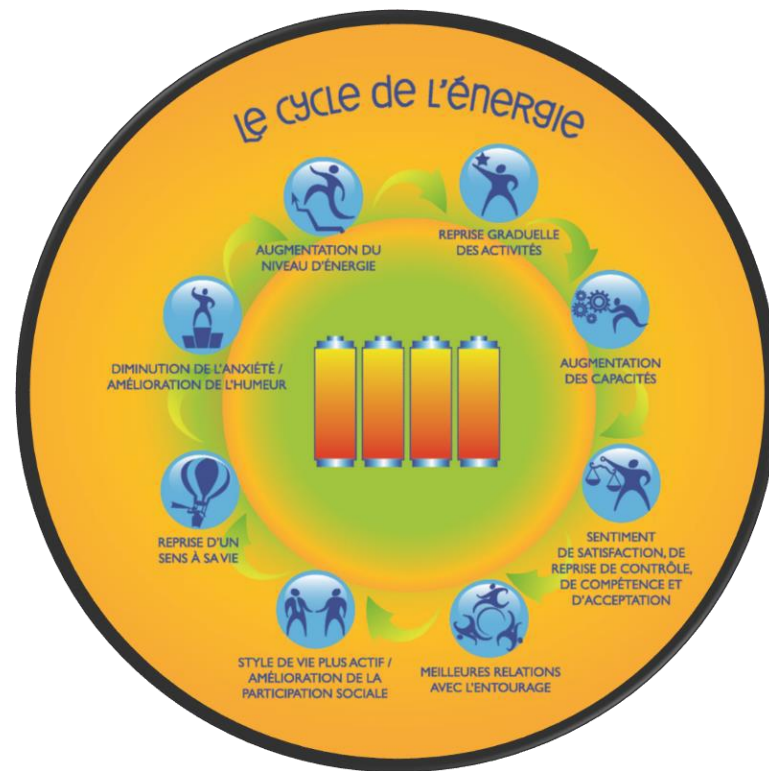 Le cycle de l'énergie
AUGMENTATION DU
NIVEAU D'ÉNERGIE
REPRISE GRADUELLE
DES ACTIVITÉS
AUGMENTATION
DES CAPACITÉS
SENTIMENT
DE SATISFACTION, DE
REPRISE DE CONTRÔLE,
DE COMPÉTENCE ET
D'ACCEPTATION
MEILLEURES RELATIONS
AVEC L'ENTOURAGE
STYLE DE VIE PLUS ACTIF /
AMÉLIORATION DE LA
PARTICIPATION SOCIALE
REPRISE D'UN
SENS À SA VIE
DIMINUTION DE L'ANXIÉTÉ /
AMÉLIORATION DE L'HUMEUR